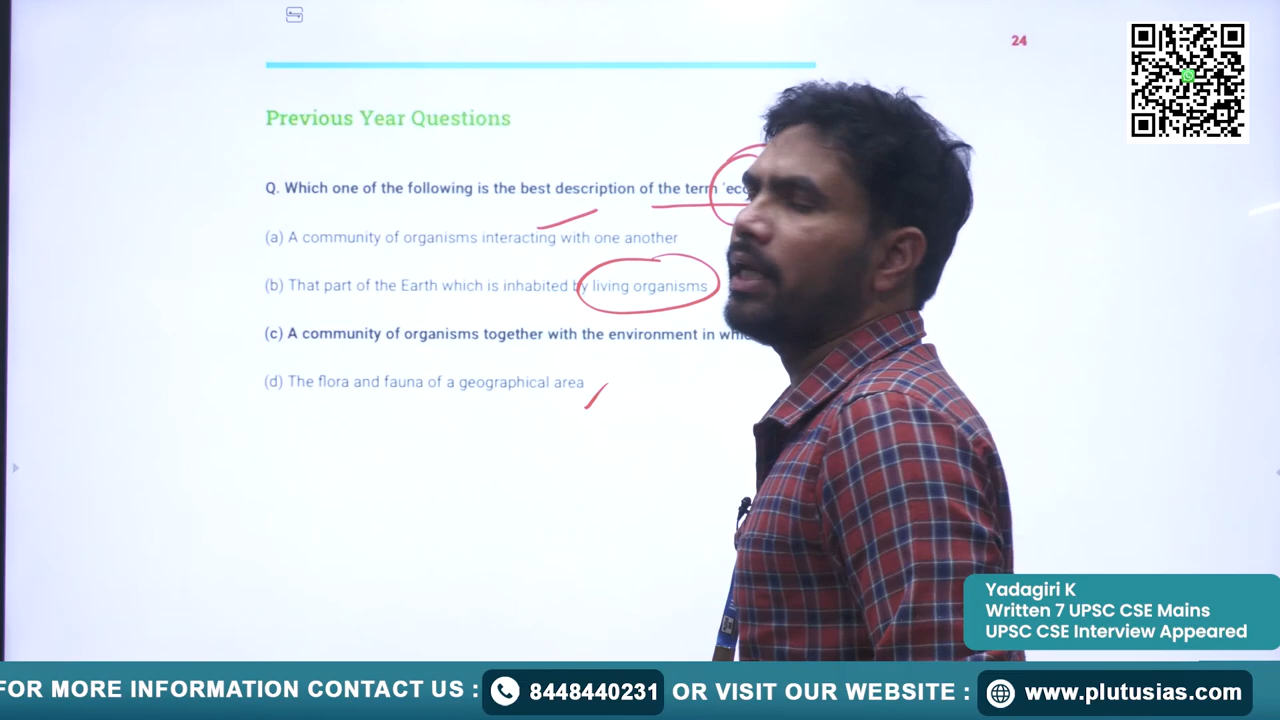 24
Previous Year Questions
Q. Which one of the following is the best description of the term
(a) A community of organisms interacting with one another
(b) That part of the Earth which is inhabited by living organisms
(c) A community of organisms together with the environment in
(d) The flora and fauna of a geographical area
Yadagiri K
Written 7 UPSC CSE Mains
UPSC CSE Interview Appeared
FOR MORE INFORMATION CONTACT US : 8448440231 OR VISIT OUR WEBSITE : www.plutusias.com